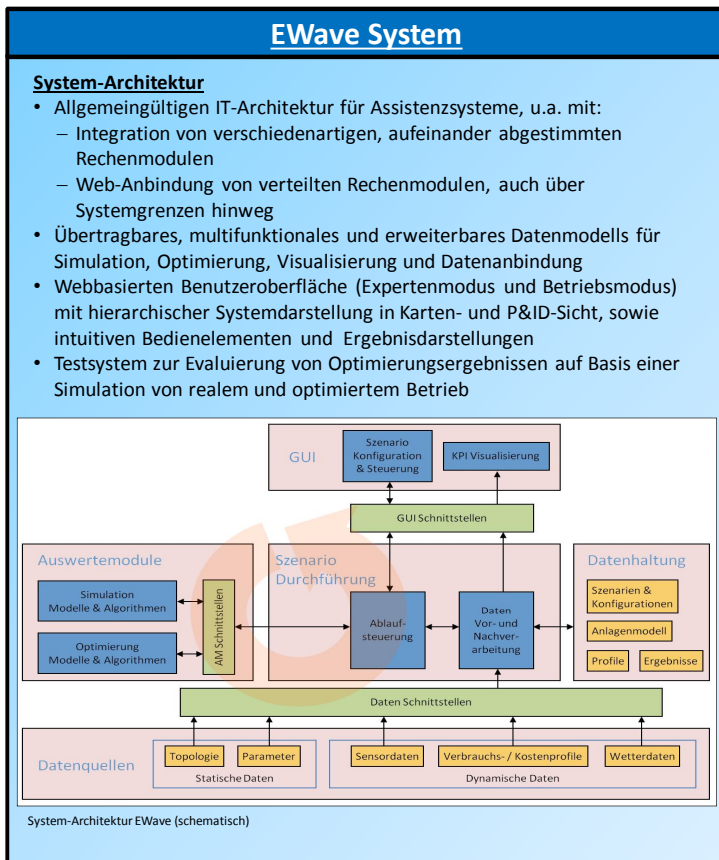 EWave System
System-Architektur
• Allgemeingültigen IT-Architektur für Assistenzsysteme, u.a. mit:
– Integration von verschiedenartigen, aufeinander abgestimmten
Rechenmodulen
– Web-Anbindung von verteilten Rechenmodulen, auch über
Systemgrenzen hinweg
• Übertragbares, multifunktionales und erweiterbares Datenmodells für
Simulation, Optimierung, Visualisierung und Datenanbindung
• Webbasierten Benutzeroberfläche (Expertenmodus und Betriebsmodus)
mit hierarchischer Systemdarstellung in Karten- und P&ID-Sicht, sowie
intuitiven Bedienelementen und Ergebnisdarstellungen
• Testsystem zur Evaluierung von Optimierungsergebnissen auf Basis einer
Simulation von realem und optimiertem Betrieb
GUI
Szenario
Konfiguration
& Steuerung
KPI Visualisierung
GUI Schnittstellen
Auswertemodule
Simulation
Modelle & Algorithmen
Optimierung
Modelle & Algorithmen
AM Schnittstellen
Szenario
Durchführung
Ablauf-
steuerung
Daten
Vor- und
Nachver-
arbeitung
Datenhaltung
Szenarien &
Konfigurationen
Anlagenmodell
Profile
Ergebnisse
Daten Schnittstellen
Datenquellen
Topologie
Parameter
Statische Daten
Sensordaten
Verbrauchs- / Kostenprofile
Wetterdaten
Dynamische Daten
System-Architektur EWave (schematisch)